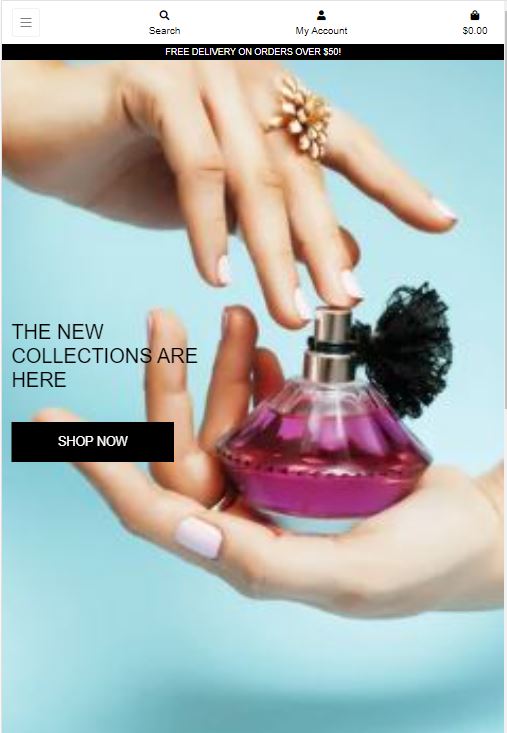 Search
My Account
$0.00
FREE DELIVERY ON ORDERS OVER $50!
THE NEW
COLLECTIONS ARE
HERE
SHOP NOW